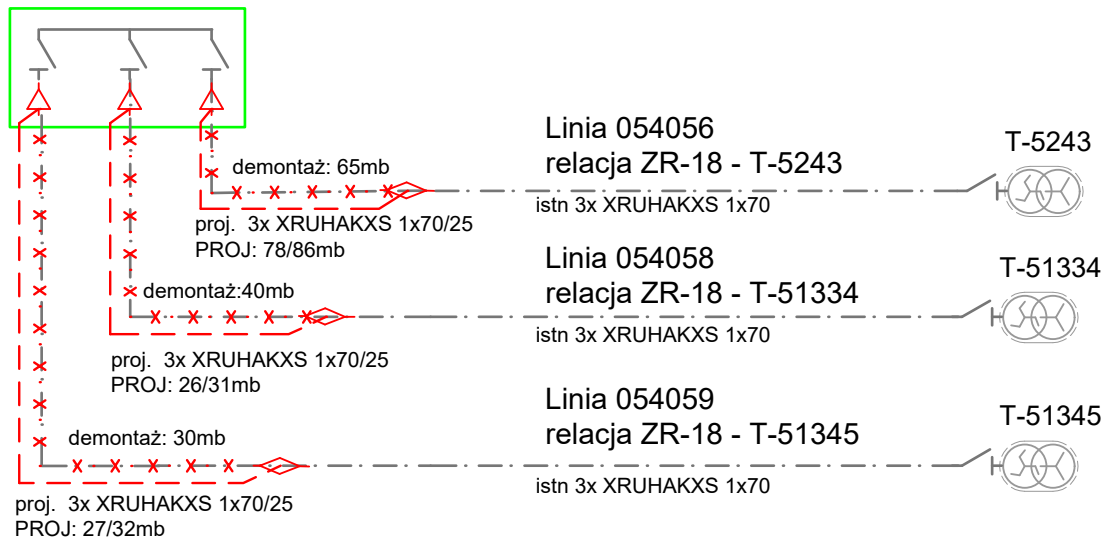 Linia 054056
relacja ZR-18 - T-5243
T-5243
demontaż: 65mb
istn 3x XRUHAKXS 1x70
proj.  3x XRUHAKXS 1x70/25
PROJ: 78/86mb
Linia 054058
relacja ZR-18 - T-51334
T-51334
demontaż:40mb
istn 3x XRUHAKXS 1x70
proj.  3x XRUHAKXS 1x70/25
PROJ: 26/31mb
Linia 054059
relacja ZR-18 - T-51345
T-51345
demontaż: 30mb
istn 3x XRUHAKXS 1x70
proj.  3x XRUHAKXS 1x70/25
PROJ: 27/32mb